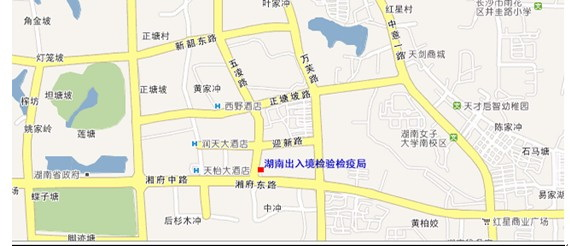 叶家冲
红星村
长沙市雨花
区井圭路小学
角金坡
正塘村
新韶东路
中意一路
灯笼坡
五凌路
万芙路
天剑商城
坦塘坡
正塘坡
黄家冲
西野酒店
正塘坡路
天才启智幼稚园
莲塘
姚家岭
陈家冲
润天大酒店
迎新路
湖南女子
大学南校区
石马塘
湖南省政府
天怡大酒店
湖南出入境检验检疫局
湘府中路
湘府东路
蝶子塘
后杉木冲
中冲
黄柏姣
红星商业广场
易家湖